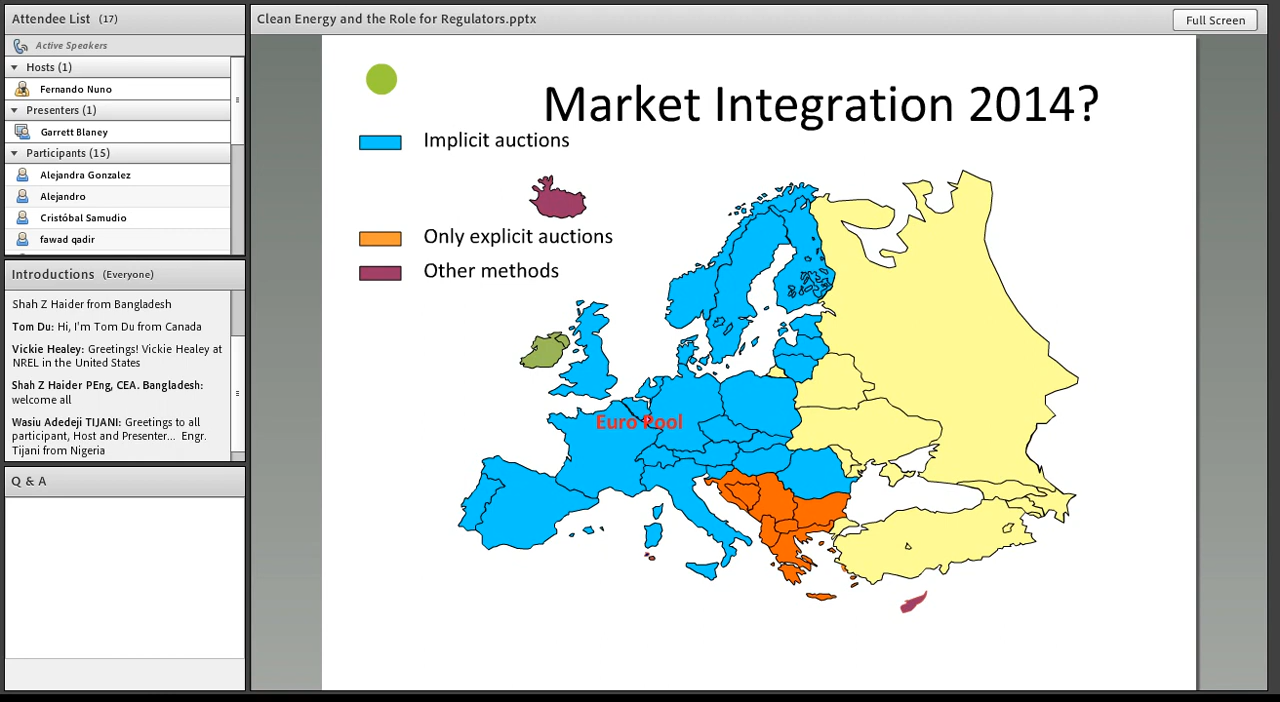 Attendee List (17)
Active Speakers
Hosts (1)
Fernando Nuno
Presenters (1)
Garrett Blaney
Participants (15)
Alejandra Gonzalez
Alejandro
Cristóbal Samudio
fawad qadir
Introductions (Everyone)
Shah Z Haider from Bangladesh
Tom Du: Hi, I'm Tom Du from Canada
Vickie Healey: Greetings! Vickie Healey at
NREL in the United States
Shah Z Haider PEng, CEA. Bangladesh:
welcome all
Wasiu Adedeji TIJANI: Greetings to all
participant, Host and Presenter... Engr.
Tijani from Nigeria
Q & A
Clean Energy and the Role for Regulators.pptx
Full Screen
Market Integration 2014?
Implicit auctions
Only explicit auctions
Other methods
Euro Pool